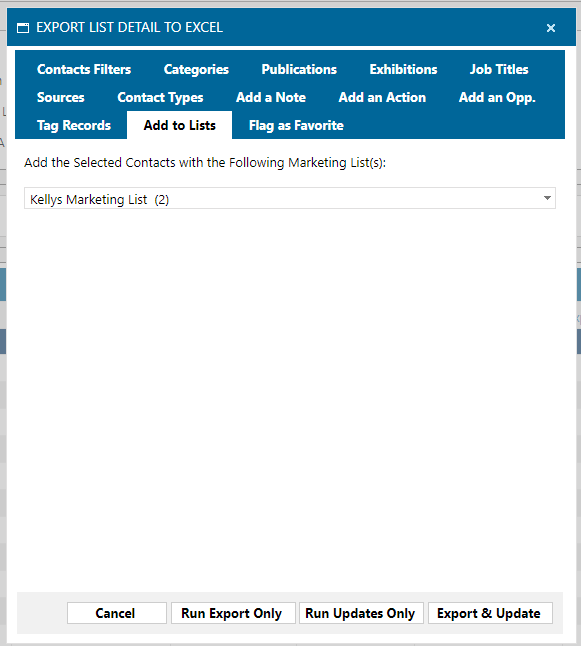 EXPORT LIST DETAIL TO EXCEL
Contacts Filters Categories Publications Exhibitions Job Titles
Sources Contact Types Add a Note Add an Action Add an Opp.
Tag Records Add to Lists Flag as Favorite
Add the Selected Contacts with the Following Marketing List(s):
Kellys Marketing List (2)
Cancel Run Export Only Run Updates Only Export & Update